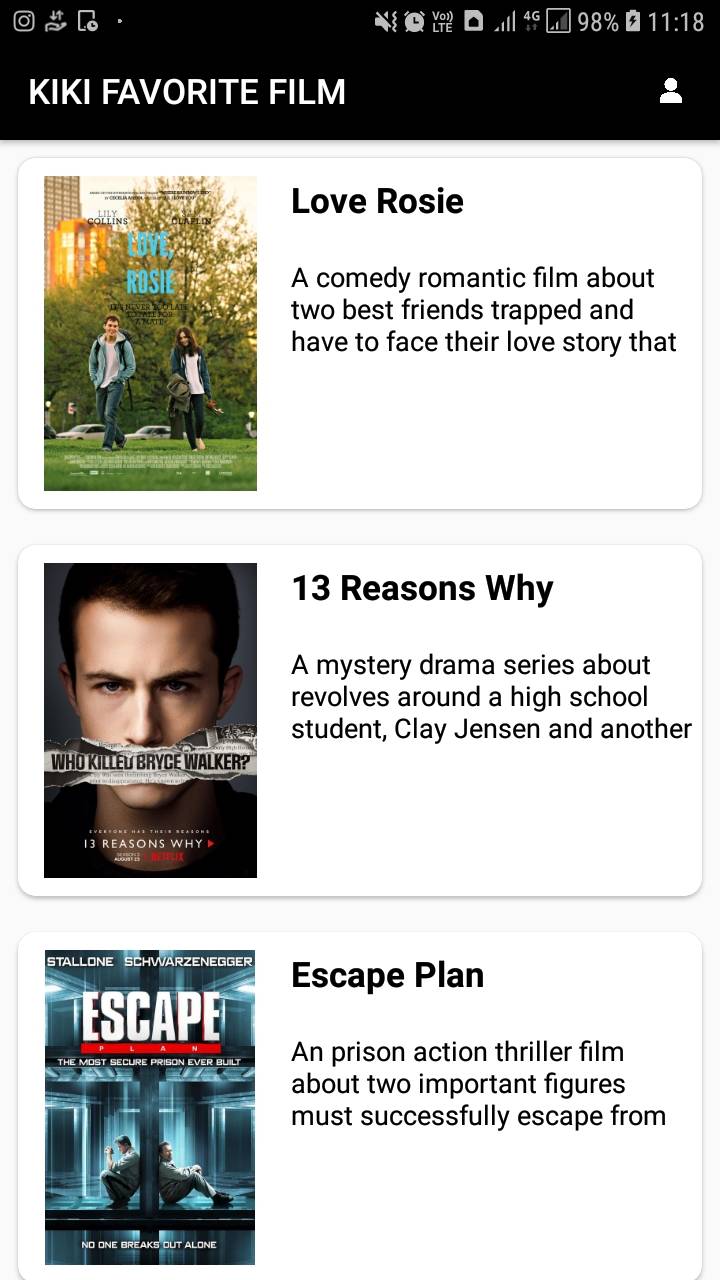 Vo))
LTE
4G
98%
11:18
KIKI FAVORITE FILM
LILY
COLLINS
CLAFLIN
LOVE,
ROSIE
Love Rosie
A comedy romantic film about
two best friends trapped and
have to face their love story that
WHO KILLED BRYCE WALKER?
EVERYONE HAS THEIR REASONS
13 REASONS WHY
SEASON 3
AUGUST 23
NETFLIX
13 Reasons Why
A mystery drama series about
revolves around a high school
student, Clay Jensen and another
STALLONE SCHWARZENEGGER
ESCAPE
PLAN
THE MOST SECURE PRISON EVER BUILT
NO ONE BREAKS OUT ALONE
Escape Plan
An prison action thriller film
about two important figures
must successfully escape from